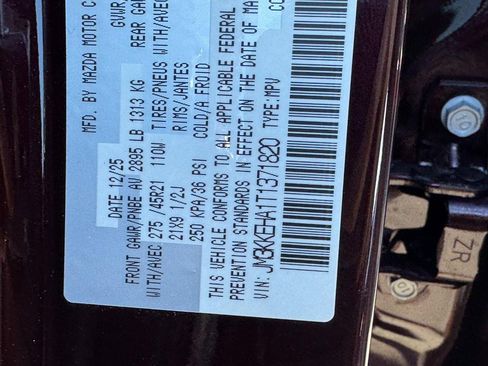 MFD. BY MAZDA MOTOR C
DATE 12/25 GVWR
FRONT GAWR/PNBE AV 2895 LB 1313 KG REAR GAW
WITH/AVEC 275 /45R21 110W TIRES/PNEUS WITH/AVEC
21X9 1/2J RIMS/JANTES
250 KPA/36 PSI COLD/A FROID
THIS VEHICLE CONFORMS TO ALL APPLICABLE FEDERAL
PREVENTION STANDARDS IN EFFECT ON THE DATE OF MA
VIN: JM3KKEHA1T1371820 TYPE:MPV
ZR